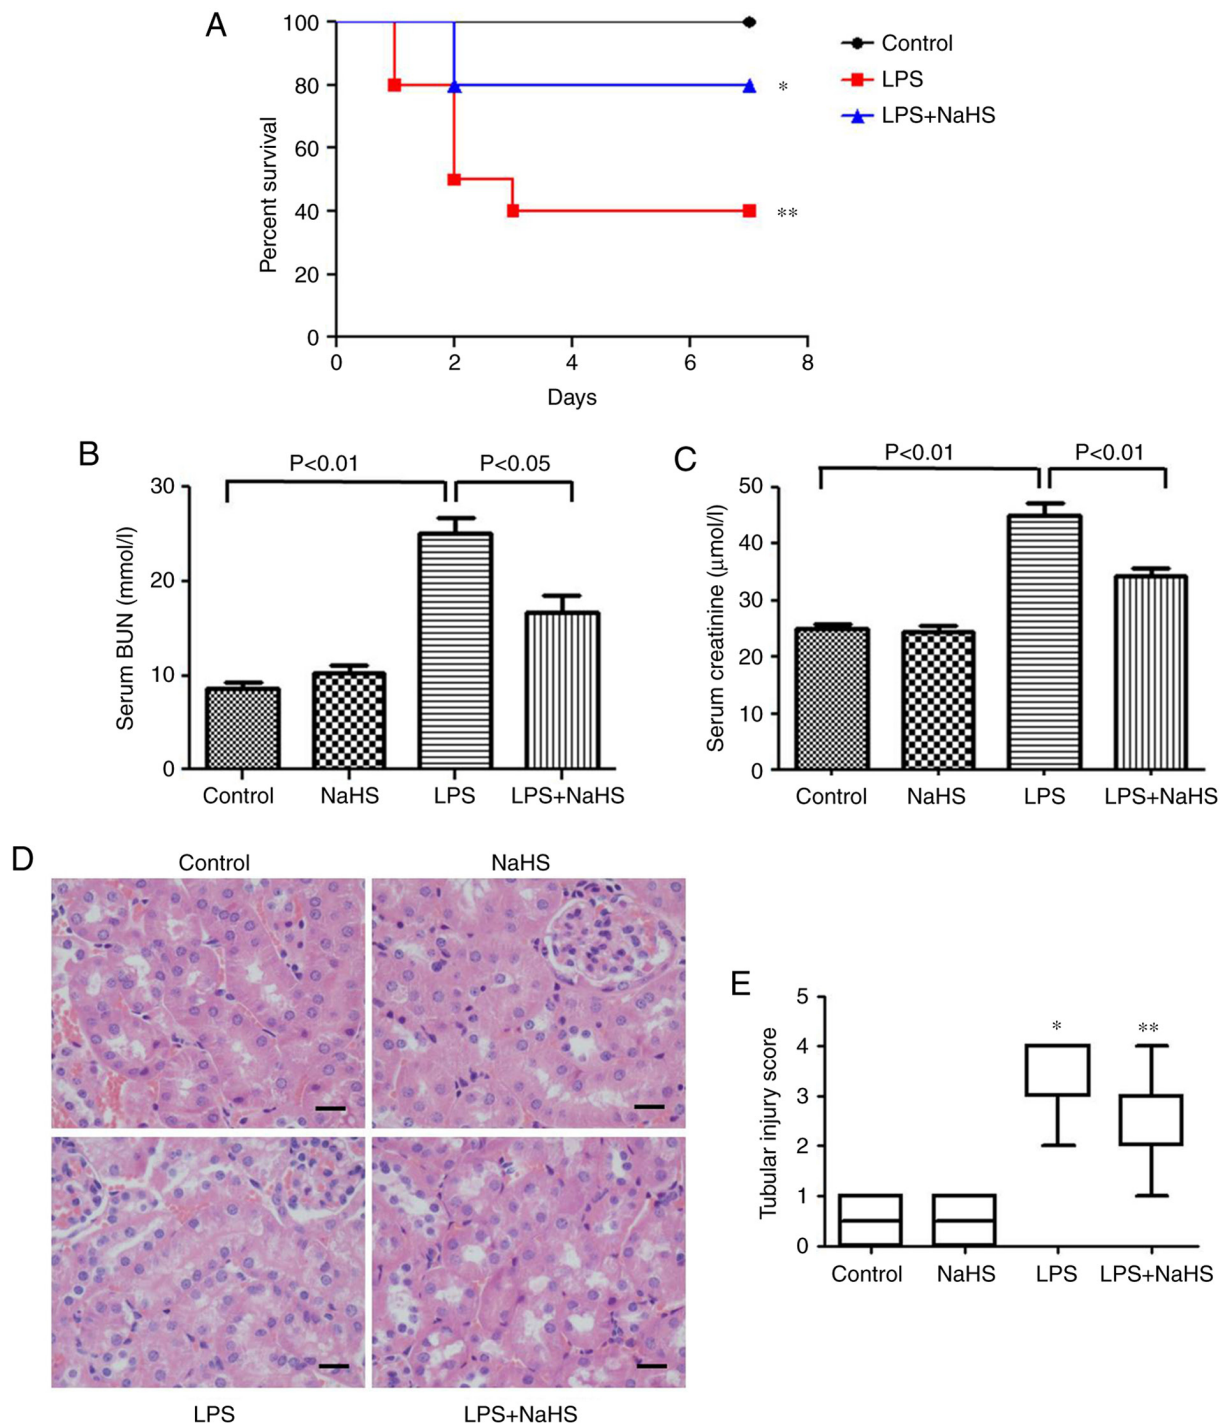 A
100
80
60
40
20
0
Percent survival
0 2 4 6 8
Days
*
**
Control
LPS
LPS+NaHS
B
P<0.01 P<0.05
30
20
10
0
Serum BUN (mmol/l)
Control NaHS LPS LPS+NaHS
C
P<0.01 P<0.01
50
40
30
20
10
0
Serum creatinine (μmol/l)
Control NaHS LPS LPS+NaHS
D
Control NaHS
LPS LPS+NaHS
E
5
4
3
2
1
0
Tubular injury score
* **
Control NaHS LPS LPS+NaHS